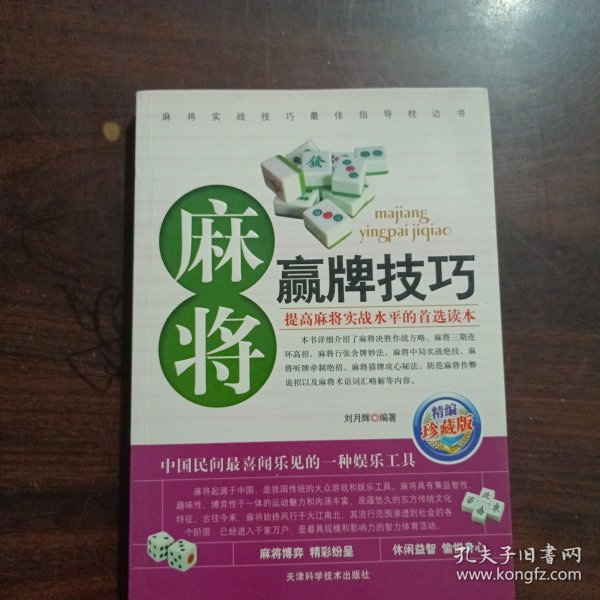 麻将实战技巧最佳指导枕边书
麻将
majiang
yingpai jiqiao
赢牌技巧
提高麻将实战水平的首选读本
本书详细介绍了麻将决胜作战方略，麻将三期连
环高招，麻将行张舍牌妙法，麻将中局实战绝技，麻
将听牌牵制绝招，麻将猜牌攻心秘法，防范麻将作弊
诡招以及麻将术语词汇略解等内容。
刘月辉◎编著
精编
珍藏版
中国民间最喜闻乐见的一种娱乐工具
麻将起源于中国，是我国传统的大众游戏和娱乐工具。麻将具有集益智性、
趣味性、博弈性于一体的运动魅力和内涵丰富、底蕴悠久的东方传统文化
特征。古往今来，麻将始终风行于大江南北，其流行范围渗透到社会的各
个阶层，已经进入千家万户，是最具规模和影响力的智力体育活动。
麻将博弈 精彩纷呈
休闲益智 愉悦身心
天津科学技术出版社
孔夫子旧书网
www.kongfz.com
發